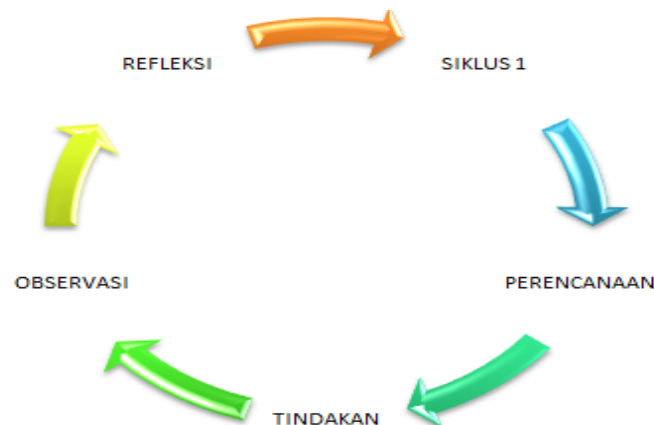 REFLEKSI
SIKLUS 1
OBSERVASI
PERENCANAAN
TINDAKAN